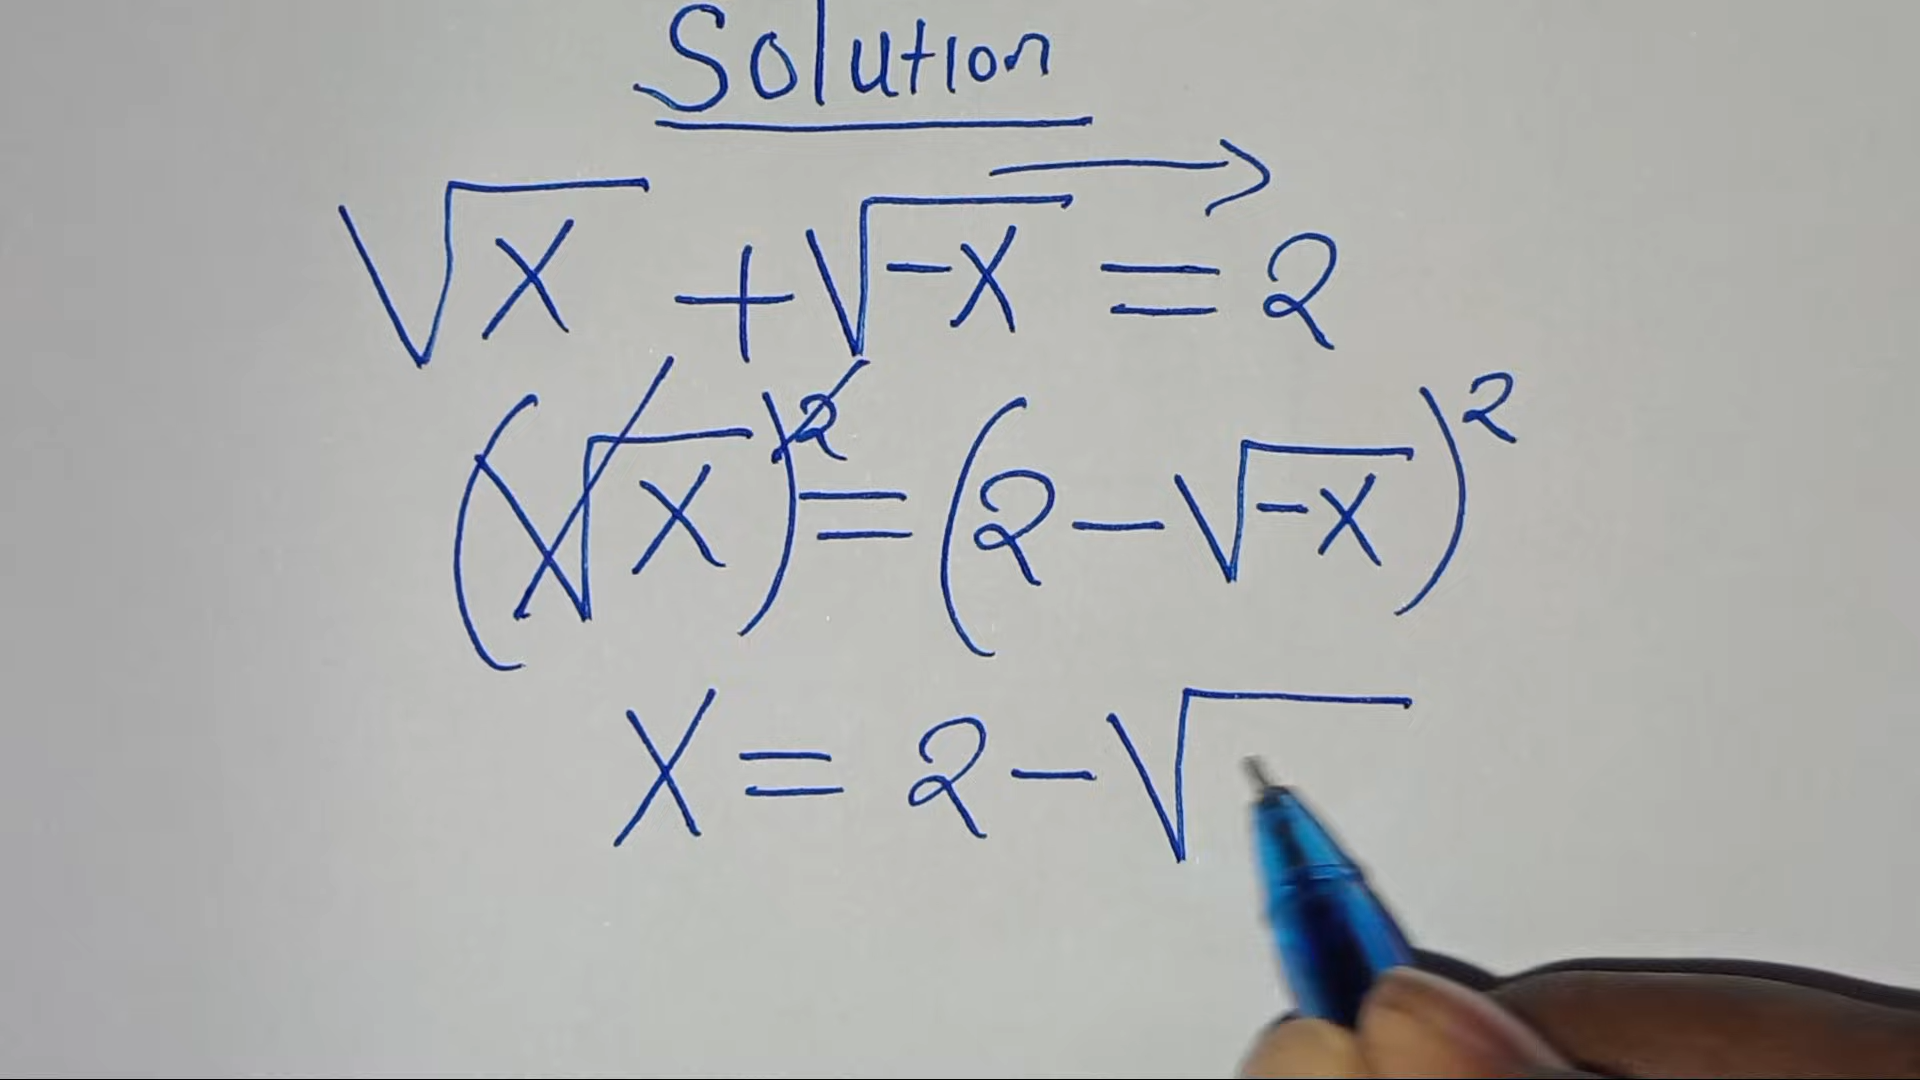 Solution
√x + √-x = 2
(√x)² = (2 - √-x)²
x = 2 - √